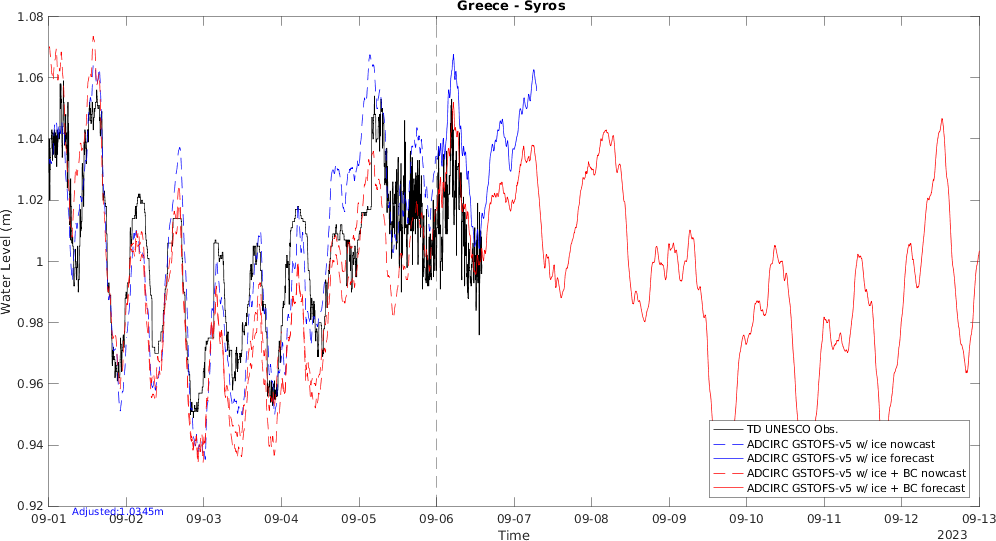 Greece - Syros
1.08
1.06
1.04
1.02
1
0.98
0.96
0.94
0.92
Water Level (m)
TD UNESCO Obs.
ADCIRC GSTOFS-v5 w/ ice nowcast
ADCIRC GSTOFS-v5 w/ ice forecast
ADCIRC GSTOFS-v5 w/ ice + BC nowcast
ADCIRC GSTOFS-v5 w/ ice + BC forecast
Adjusted:1.0345m
09-01 09-02 09-03 09-04 09-05 09-06 09-07 09-08 09-09 09-10 09-11 09-12 09-13
Time
2023